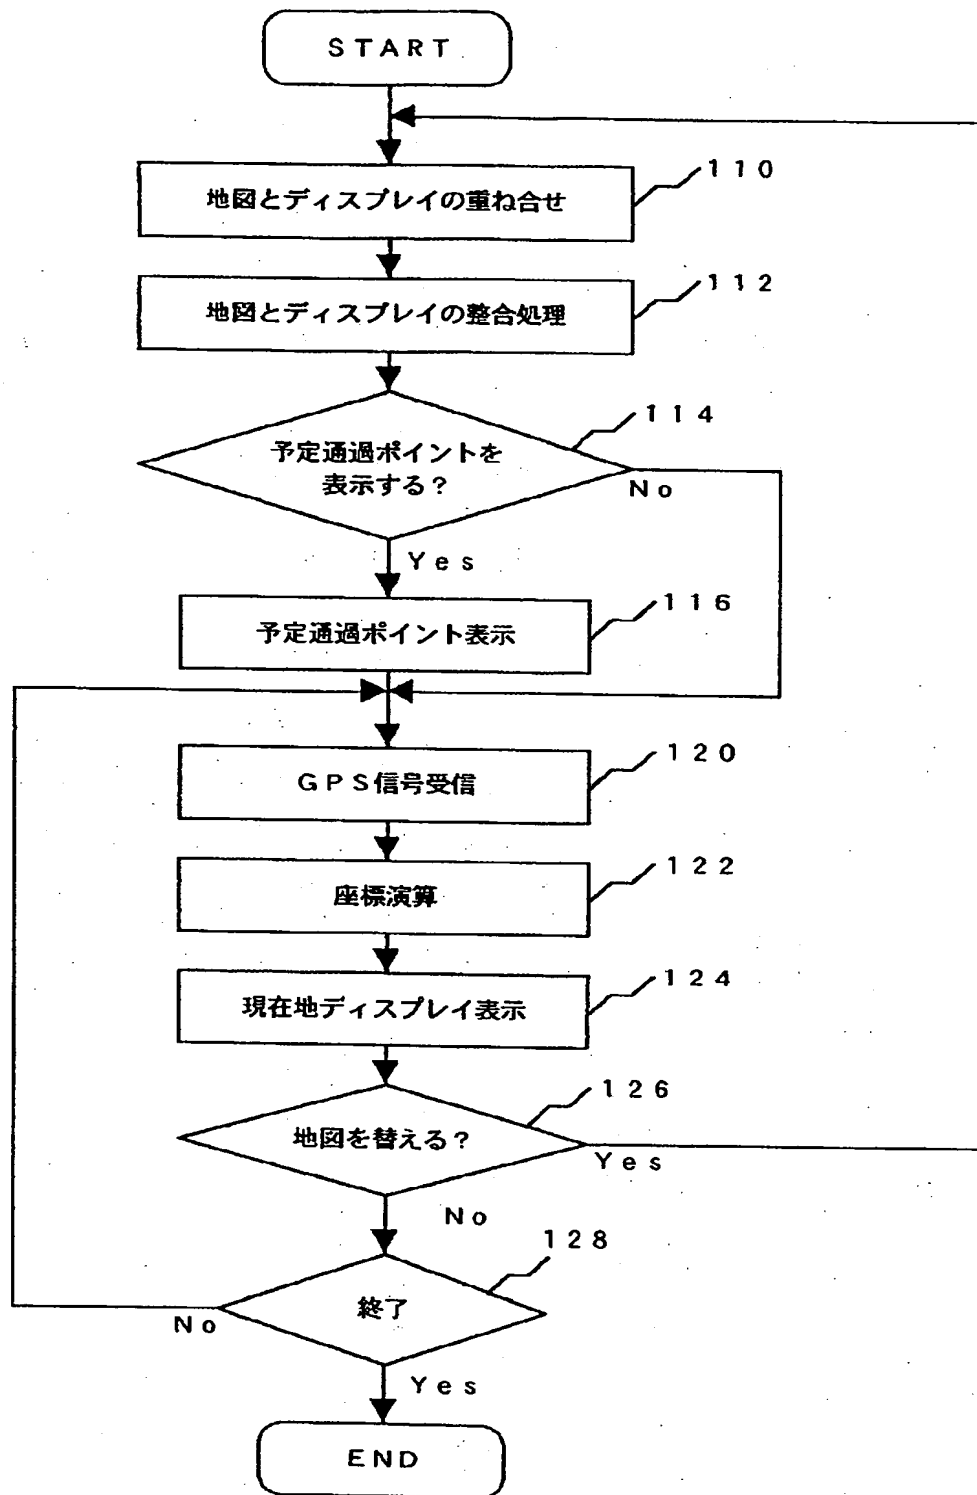 START
地図とディスプレイの重ね合せ
110
地図とディスプレイの整合処理
112
114
予定通過ポイントを
表示する?
No
Yes
予定通過ポイント表示
116
GPS信号受信
120
座標演算
122
現在地ディスプレイ表示
124
126
地図を替える?
Yes
No
128
終了
No
Yes
END